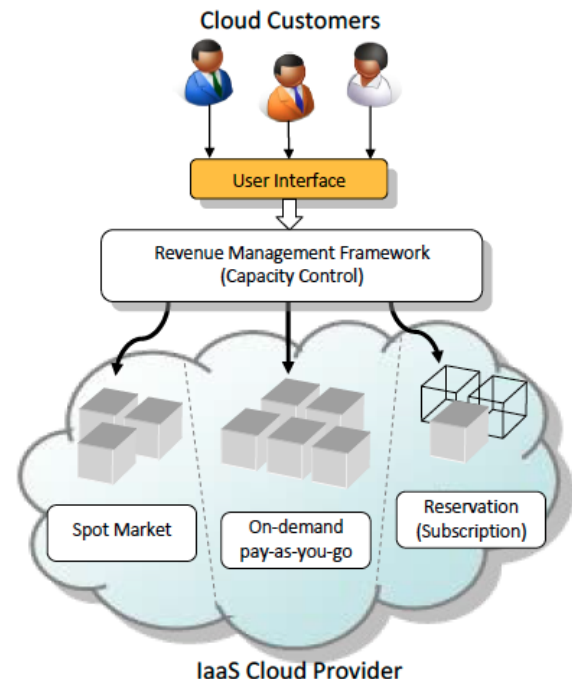 Cloud Customers
User Interface
Revenue Management Framework
(Capacity Control)
Spot Market
On-demand
pay-as-you-go
Reservation
(Subscription)
IaaS Cloud Provider